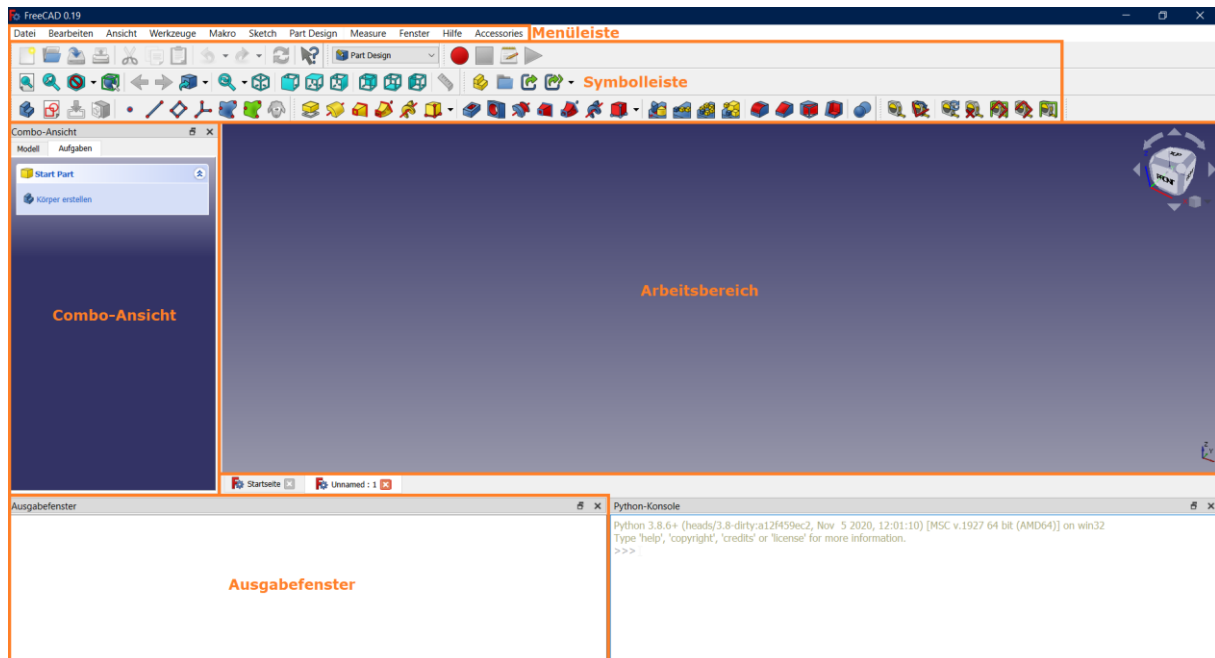 FreeCAD 0.19
Datei Bearbeiten Ansicht Werkzeuge Makro Sketch Part Design Measure Fenster Hilfe Accessories Menüleiste
Part Design
Symbolleiste
Combo-Ansicht
Modell Aufgaben
Start Part
Körper erstellen
Combo-Ansicht
TOP
FRONT
Arbeitsbereich
Z
Y
Startseite
Unnamed : 1
Ausgabefenster
Ausgabefenster
Python-Konsole
Python 3.8.6+ (heads/3.8-dirty:a12f459ec2, Nov 5 2020, 12:01:10) [MSC v.1927 64 bit (AMD64)] on win32
Type 'help', 'copyright', 'credits' or 'license' for more information.
>>>